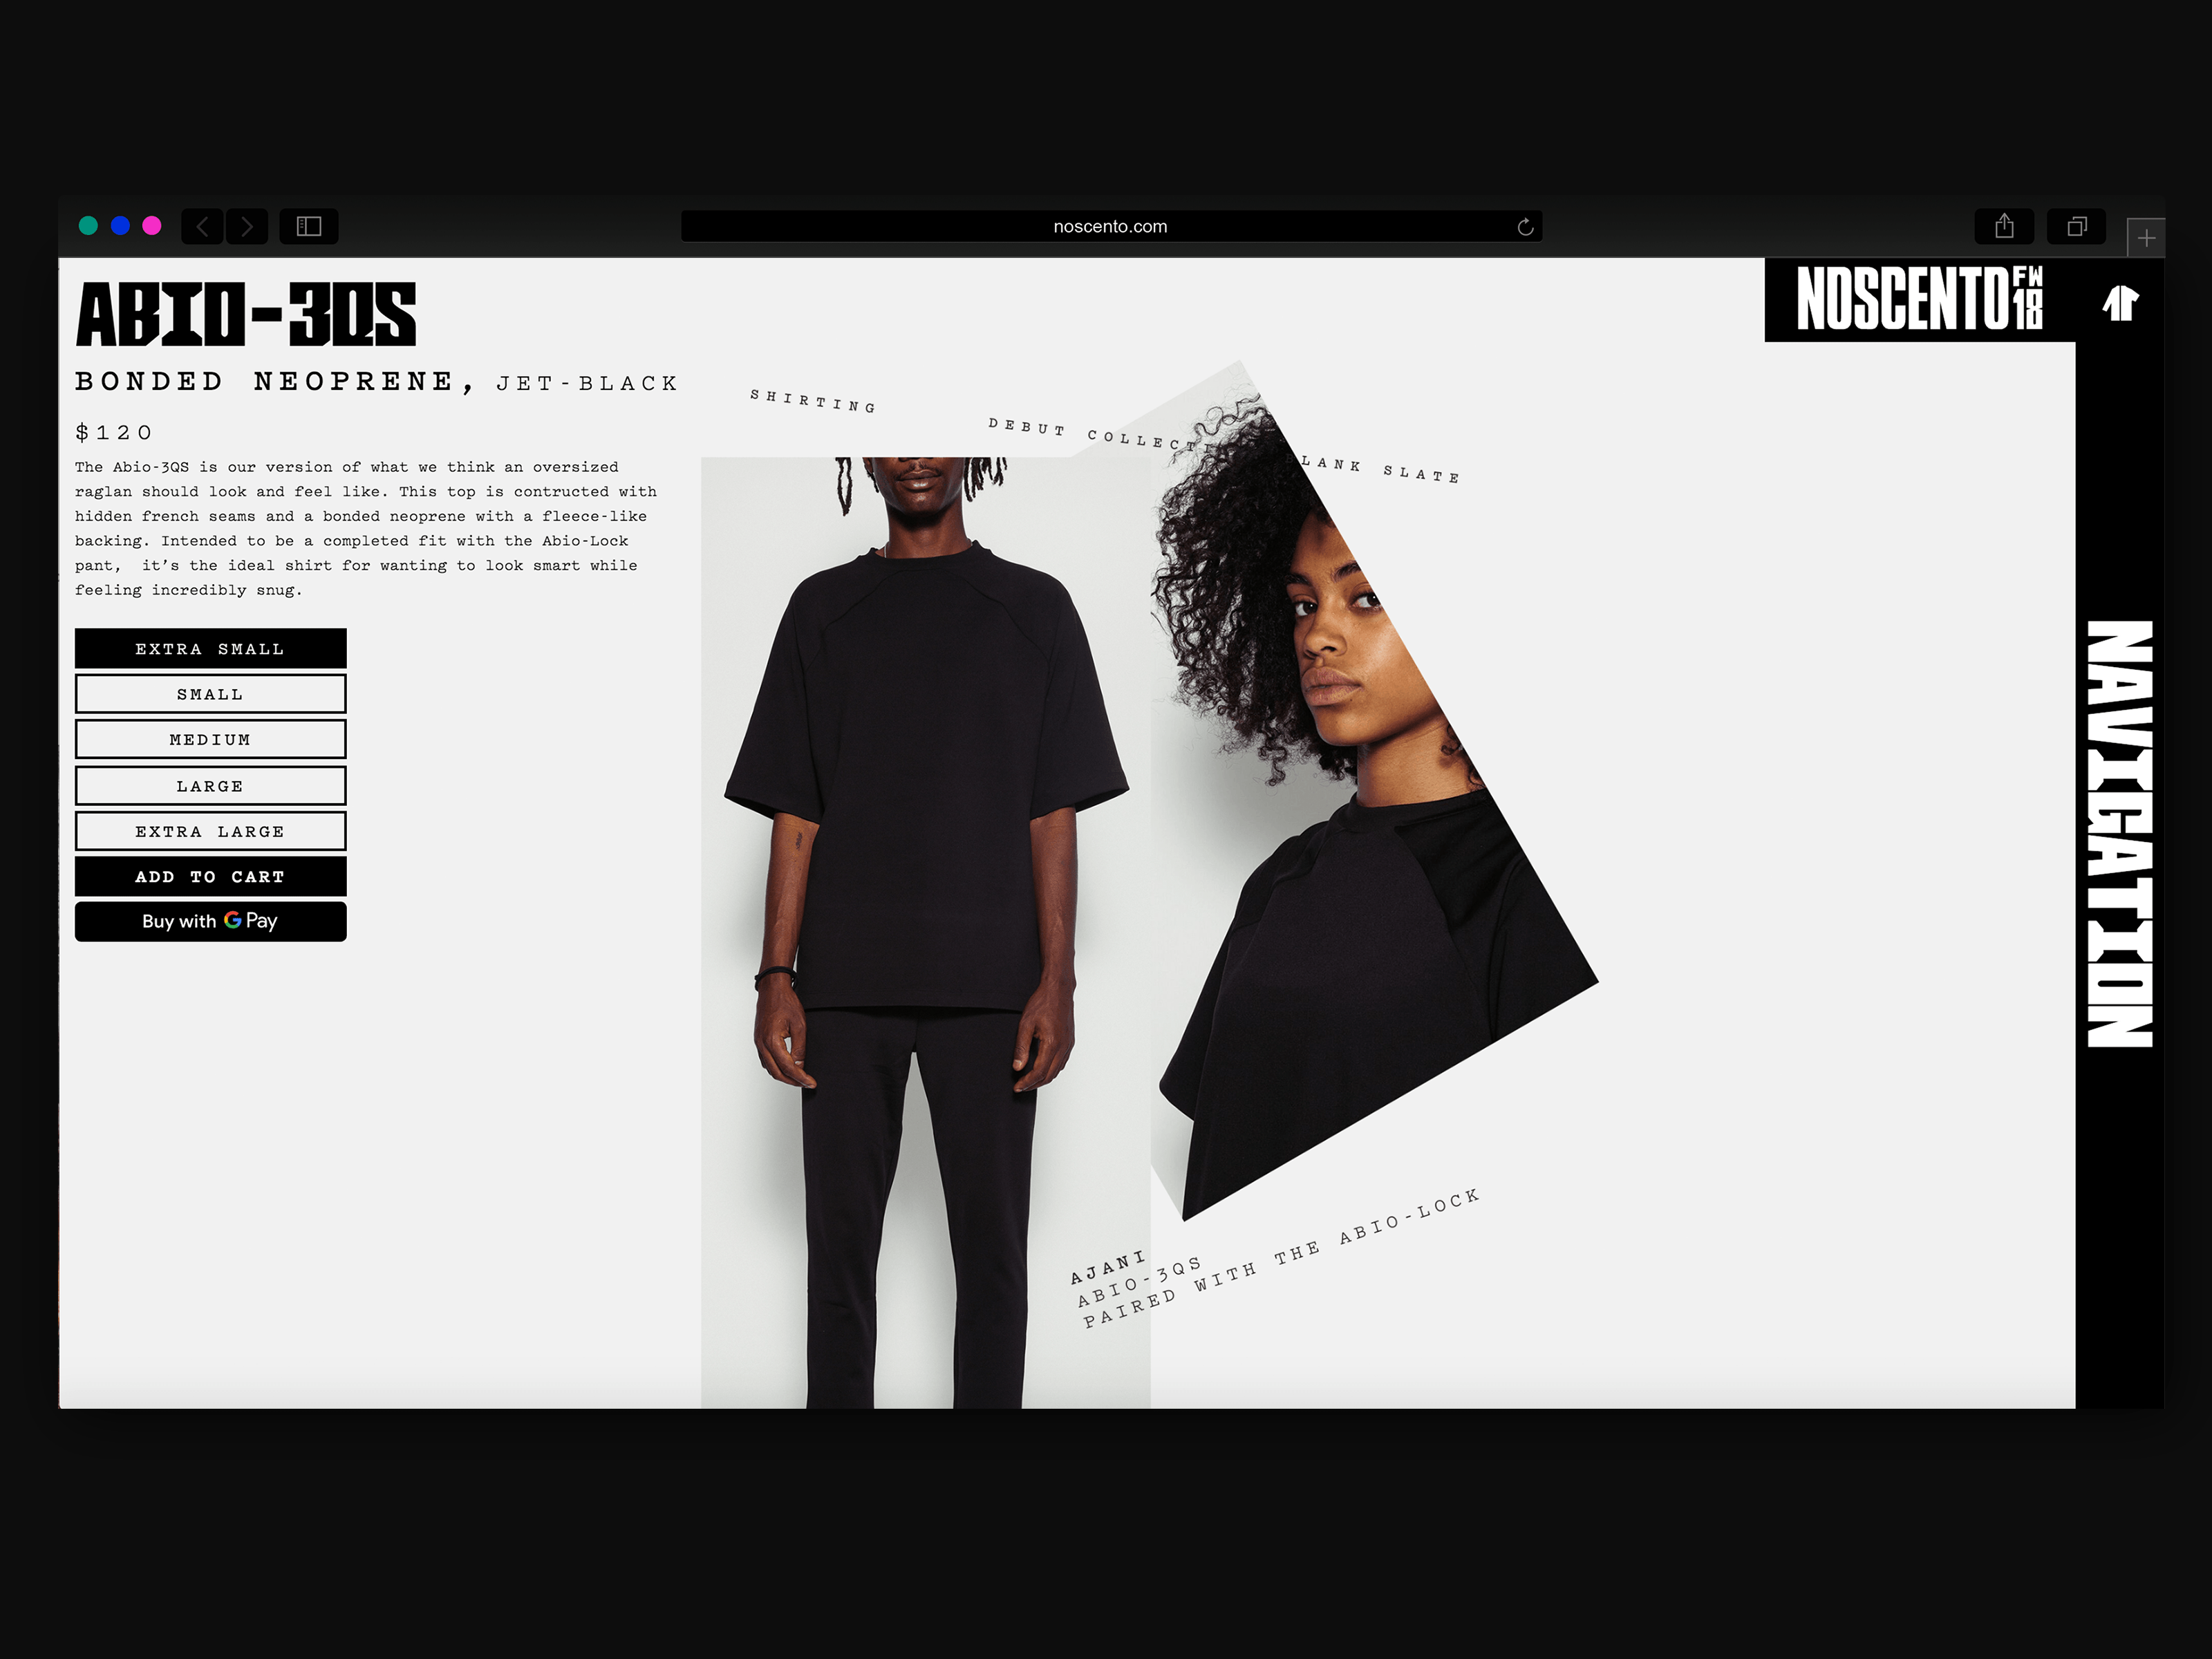 noscento.com
ABIO-3QS
NOSCENTO FW 18
BONDED NEOPRENE, JET-BLACK
$120
The Abio-3QS is our version of what we think an oversized
raglan should look and feel like. This top is contructed with
hidden french seams and a bonded neoprene with a fleece-like
backing. Intended to be a completed fit with the Abio-Lock
pant, it’s the ideal shirt for wanting to look smart while
feeling incredibly snug.
EXTRA SMALL
SMALL
MEDIUM
LARGE
EXTRA LARGE
ADD TO CART
Buy with G Pay
SHIRTING
DEBUT
SLATE
AJANI
ABIO-3QS
PAIRED WITH THE ABIO-LOCK
NAVIGATION